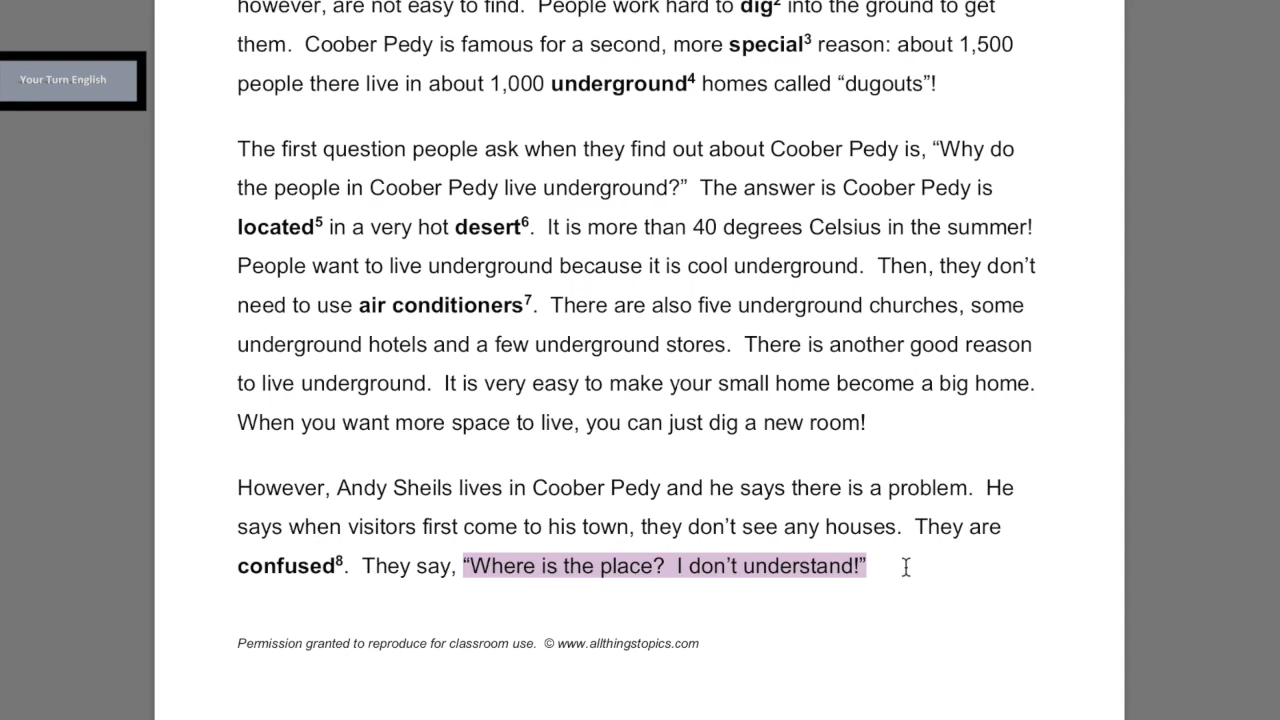 however, are not easy to find.  People work hard to dig² into the ground to get
them.  Coober Pedy is famous for a second, more special³ reason: about 1,500
Your Turn English
people there live in about 1,000 underground⁴ homes called “dugouts”!
The first question people ask when they find out about Coober Pedy is, “Why do
the people in Coober Pedy live underground?”  The answer is Coober Pedy is
located⁵ in a very hot desert⁶.  It is more than 40 degrees Celsius in the summer!
People want to live underground because it is cool underground.  Then, they don’t
need to use air conditioners⁷.  There are also five underground churches, some
underground hotels and a few underground stores.  There is another good reason
to live underground.  It is very easy to make your small home become a big home.
When you want more space to live, you can just dig a new room!
However, Andy Sheils lives in Coober Pedy and he says there is a problem.  He
says when visitors first come to his town, they don’t see any houses.  They are
confused⁸.  They say, “Where is the place?  I don’t understand!”
Permission granted to reproduce for classroom use.  © www.allthingstopics.com